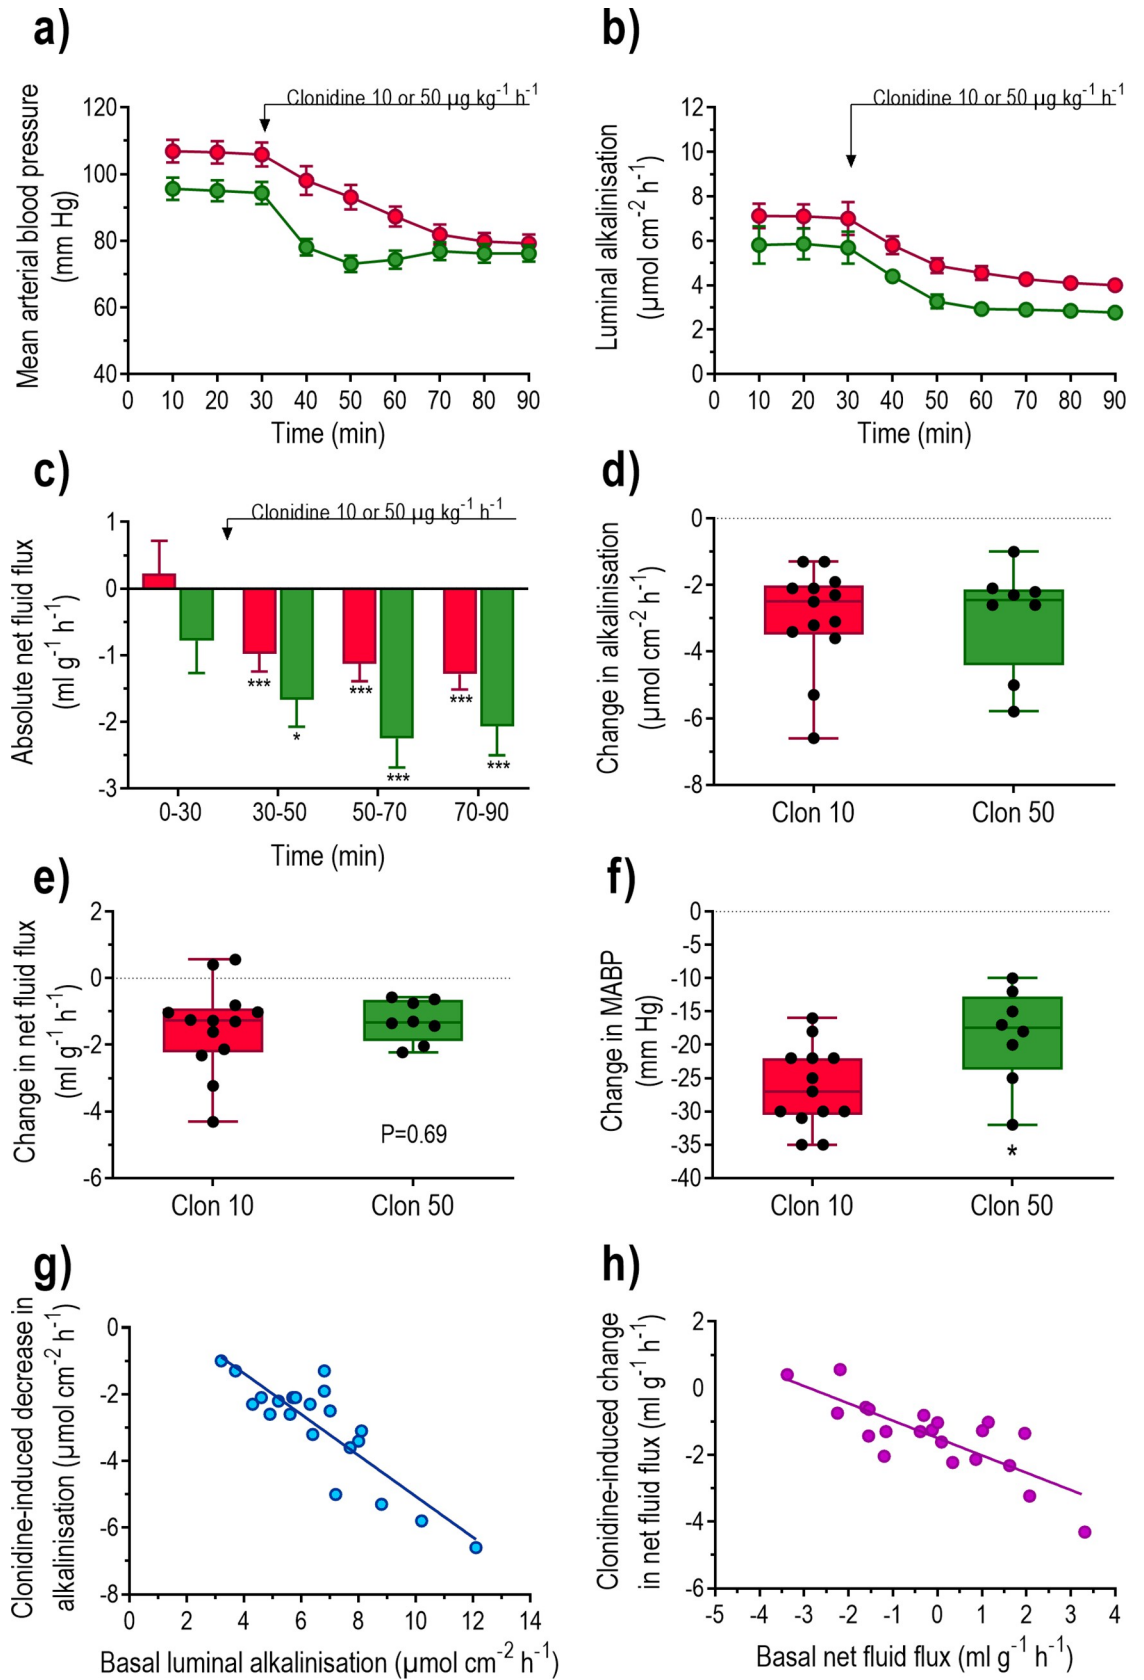 a)
Clonidine 10 or 50 µg kg⁻¹ h⁻¹
Mean arterial blood pressure
(mm Hg)
120
100
80
60
40
0 10 20 30 40 50 60 70 80 90
Time (min)
b)
Clonidine 10 or 50 µg kg⁻¹ h⁻¹
Luminal alkalinisation
(µmol cm⁻² h⁻¹)
12
10
8
6
4
2
0
0 10 20 30 40 50 60 70 80 90
Time (min)
c)
Clonidine 10 or 50 µg kg⁻¹ h⁻¹
Absolute net fluid flux
(ml g⁻¹ h⁻¹)
1
0
-1
-2
-3
*** * *** *** *** ***
0-30 30-50 50-70 70-90
Time (min)
d)
Change in alkalinisation
(µmol cm⁻² h⁻¹)
0
-2
-4
-6
-8
Clon 10 Clon 50
e)
Change in net fluid flux
(ml g⁻¹ h⁻¹)
2
0
-2
-4
-6
P=0.69
Clon 10 Clon 50
f)
Change in MABP
(mm Hg)
0
-5
-10
-15
-20
-25
-30
-35
-40
*
Clon 10 Clon 50
g)
Clonidine-induced decrease in
alkalinisation (µmol cm⁻² h⁻¹)
0
-2
-4
-6
-8
0 2 4 6 8 10 12 14
Basal luminal alkalinisation (µmol cm⁻² h⁻¹)
h)
Clonidine-induced change
in net fluid flux (ml g⁻¹ h⁻¹)
2
0
-2
-4
-6
-5 -4 -3 -2 -1 0 1 2 3 4
Basal net fluid flux (ml g⁻¹ h⁻¹)